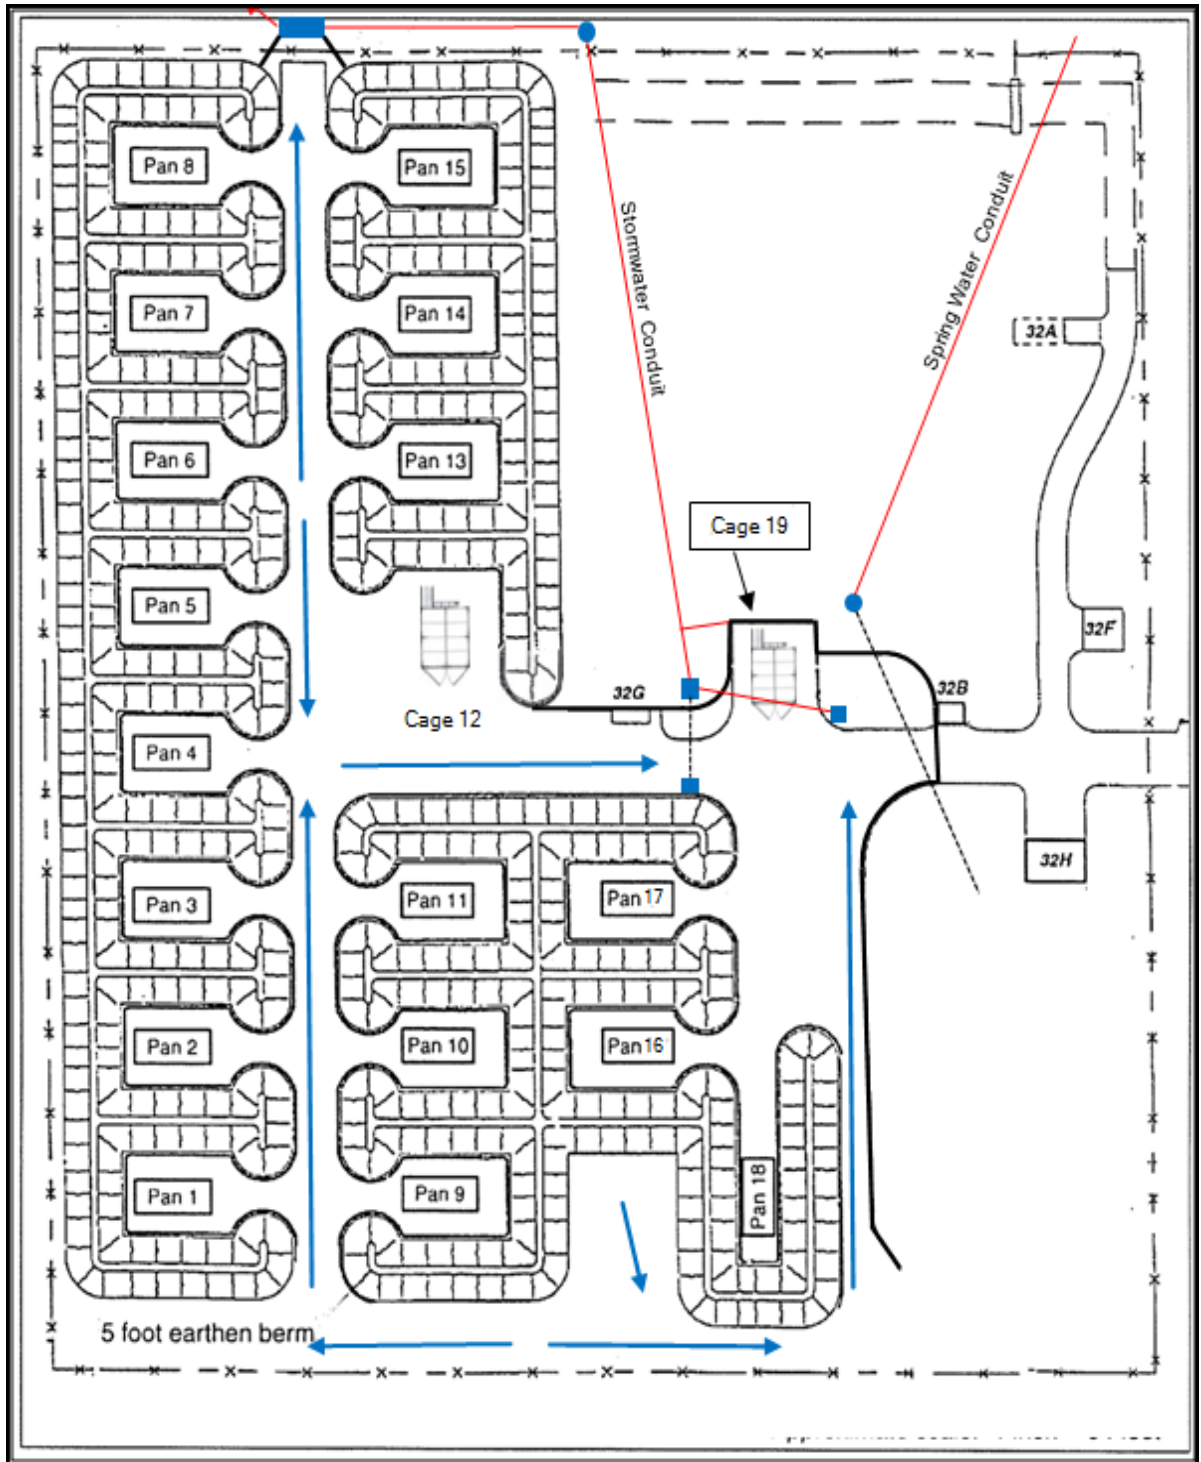 Pan 8
Pan 15
Stormwater Conduit
Spring Water Conduit
Pan 7
Pan 14
32A
Pan 6
Pan 13
Cage 19
Pan 5
32F
32G
32B
Cage 12
Pan 4
32H
Pan 3
Pan 11
Pan 17
Pan 2
Pan 10
Pan 16
Pan 1
Pan 9
Pan 18
5 foot earthen berm